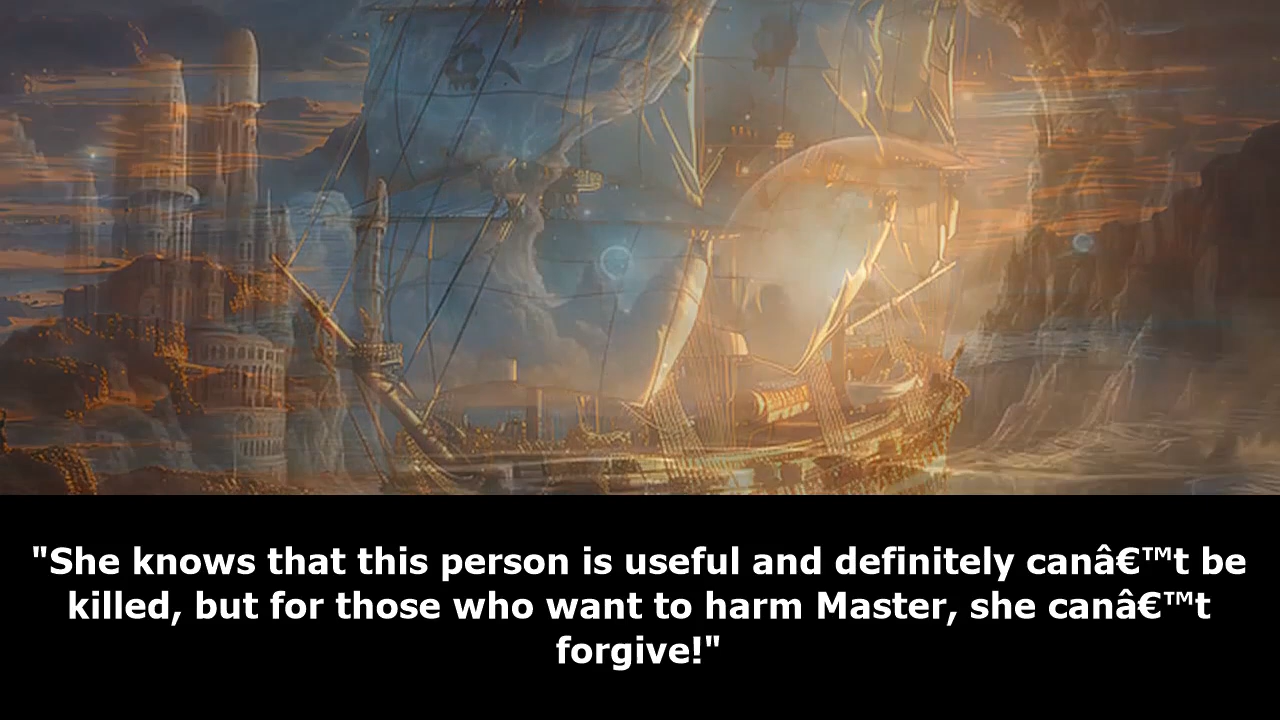 "She knows that this person is useful and definitely canâ€™t be
killed, but for those who want to harm Master, she canâ€™t
forgive!"